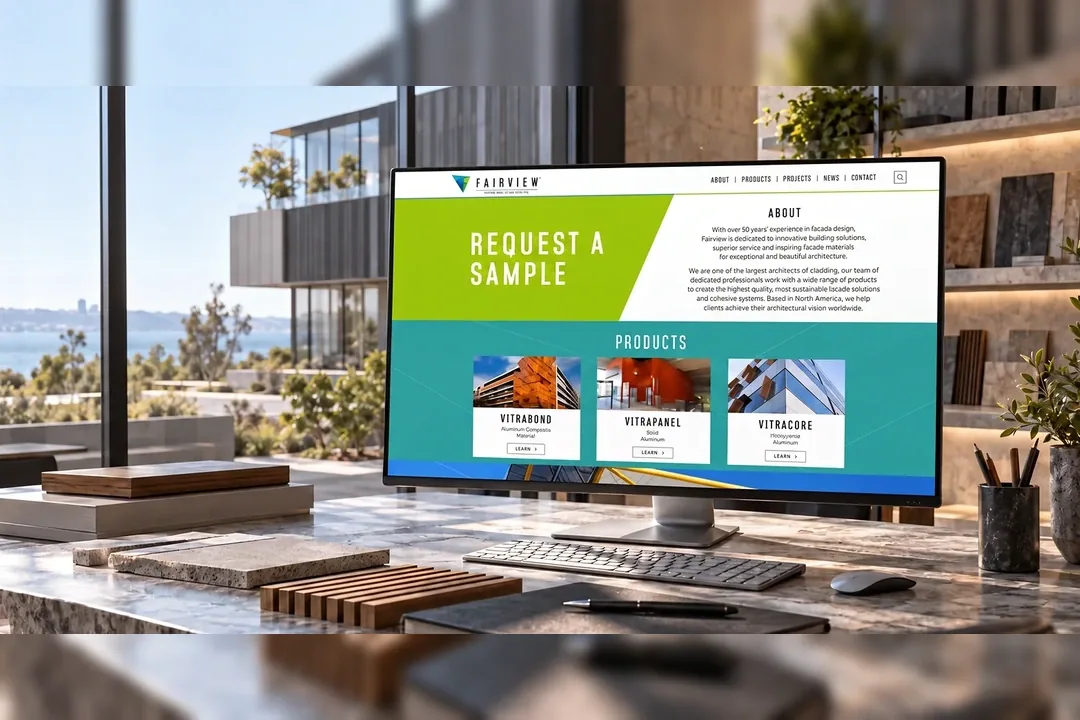 FAIRVIEW
ABOUT | PRODUCTS | PROJECTS | NEWS | CONTACT
REQUEST A
SAMPLE
ABOUT
With over 50 years' experience in facade design,
Fairview is dedicated to innovative building solutions,
superior service and inspiring facade materials
for exceptional and beautiful architecture.
We are one of the largest architects of cladding, our team of
dedicated professionals work with a wide range of products
to create the highest quality, most sustainable facade solutions
and cohesive systems. Based in North America, we help
clients achieve their architectural vision worldwide.
PRODUCTS
VITRABOND
Aluminum Composite
Material
LEARN >
VITRAPANEL
Solid
Aluminum
LEARN >
VITRACORE
Aluminum
LEARN >